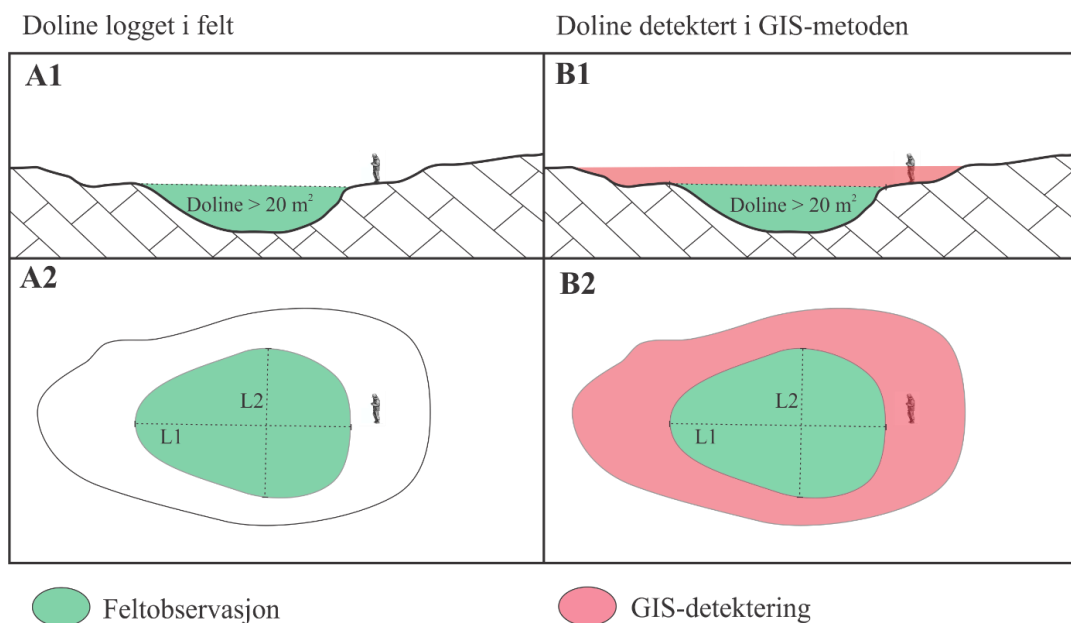 Doline logget i felt
Doline detektert i GIS-metoden
A1
B1
Doline > 20 m²
Doline > 20 m²
A2
B2
L2
L1
L2
L1
Feltobservasjon
GIS-detektering